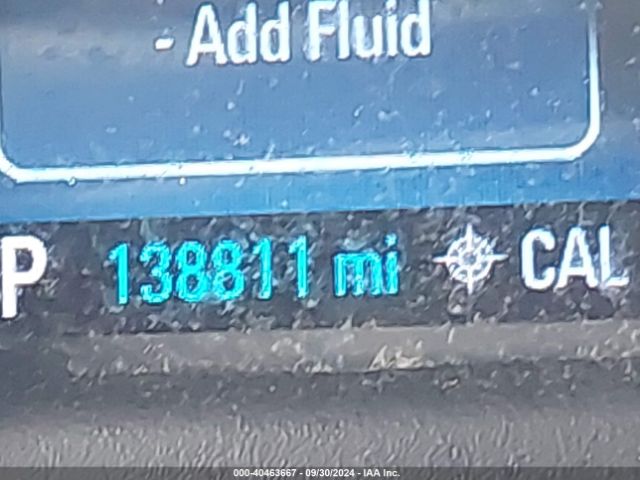 - Add Fluid
P 138811 mi CAL
000-40463667 - 09/30/2024 - IAA Inc.